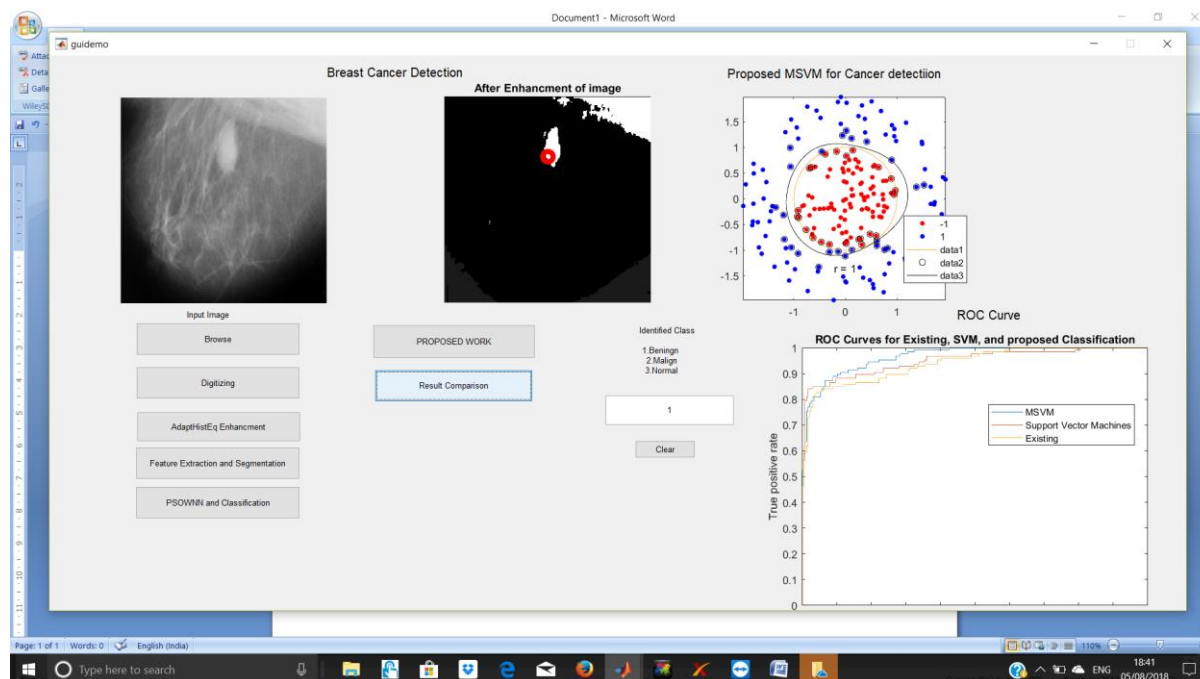 Document1 - Microsoft Word
Attac
Deta
Galle
WileySD
guidemo
Breast Cancer Detection
After Enhancment of image
Proposed MSVM for Cancer detectiion
1.5
1
0.5
0
-0.5
-1
-1.5
-1 0 1
r = 1
-1
1
data1
data2
data3
Input Image
Browse
Digitizing
AdaptHistEq Enhancment
Feature Extraction and Segmentation
PSOWNN and Classification
PROPOSED WORK
Result Comparison
Identified Class
1.Beningn
2.Malign
3.Normal
1
Clear
ROC Curve
ROC Curves for Existing, SVM, and proposed Classification
True positive rate
1
0.9
0.8
0.7
0.6
0.5
0.4
0.3
0.2
0.1
0
MSVM
Support Vector Machines
Existing
Page: 1 of 1 Words: 0 English (India) 110%
Type here to search
ENG
18:41
05/08/2018